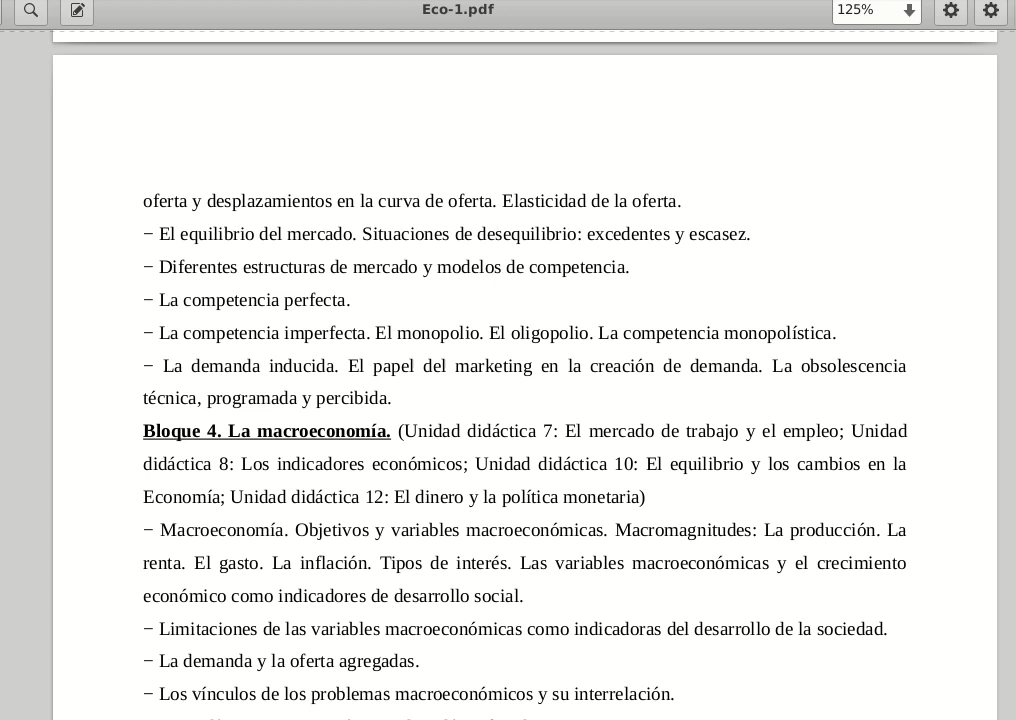 Eco-1.pdf
125%
oferta y desplazamientos en la curva de oferta. Elasticidad de la oferta.
− El equilibrio del mercado. Situaciones de desequilibrio: excedentes y escasez.
− Diferentes estructuras de mercado y modelos de competencia.
− La competencia perfecta.
− La competencia imperfecta. El monopolio. El oligopolio. La competencia monopolística.
− La demanda inducida. El papel del marketing en la creación de demanda. La obsolescencia
técnica, programada y percibida.
Bloque 4. La macroeconomía. (Unidad didáctica 7: El mercado de trabajo y el empleo; Unidad
didáctica 8: Los indicadores económicos; Unidad didáctica 10: El equilibrio y los cambios en la
Economía; Unidad didáctica 12: El dinero y la política monetaria)
− Macroeconomía. Objetivos y variables macroeconómicas. Macromagnitudes: La producción. La
renta. El gasto. La inflación. Tipos de interés. Las variables macroeconómicas y el crecimiento
económico como indicadores de desarrollo social.
− Limitaciones de las variables macroeconómicas como indicadoras del desarrollo de la sociedad.
− La demanda y la oferta agregadas.
− Los vínculos de los problemas macroeconómicos y su interrelación.